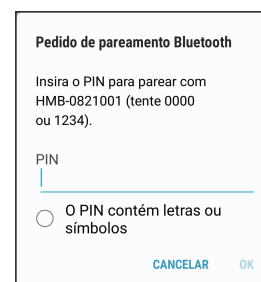 Pedido de pareamento Bluetooth
Insira o PIN para parear com
HMB-0821001 (tente 0000
ou 1234).
PIN
O PIN contém letras ou
símbolos
CANCELAR OK